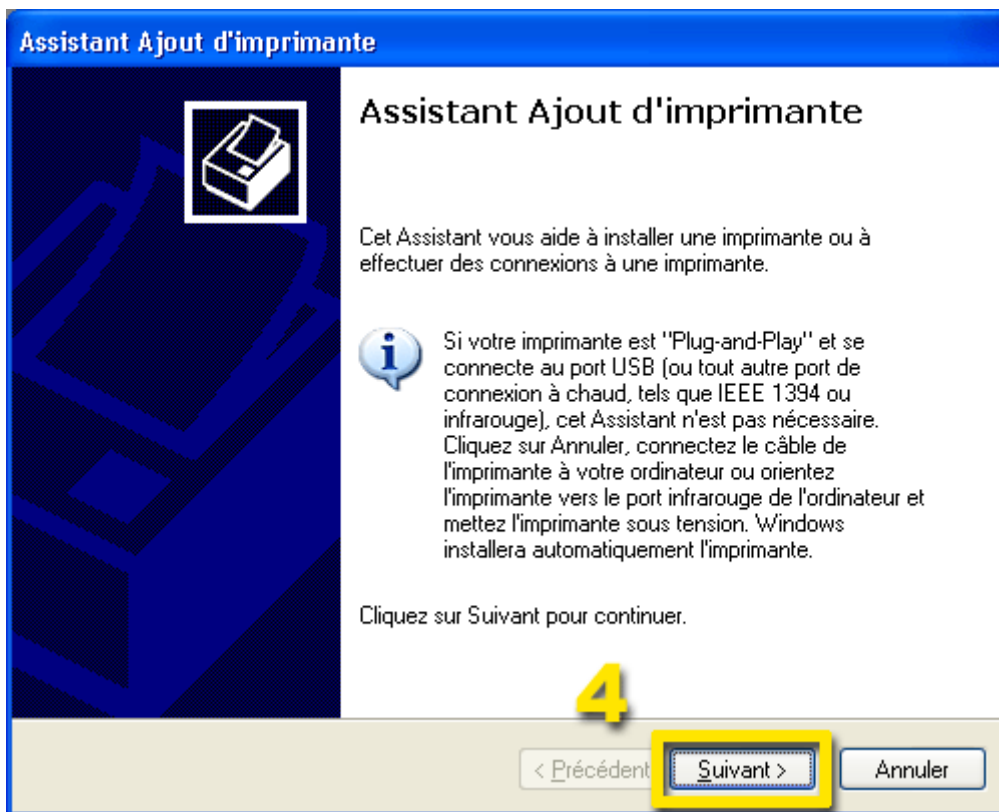 Assistant Ajout d'imprimante
Assistant Ajout d'imprimante
Cet Assistant vous aide à installer une imprimante ou à
effectuer des connexions à une imprimante.
Si votre imprimante est "Plug-and-Play" et se
connecte au port USB (ou tout autre port de
connexion à chaud, tels que IEEE 1394 ou
infrarouge), cet Assistant n'est pas nécessaire.
Cliquez sur Annuler, connectez le câble de
l'imprimante à votre ordinateur ou orientez
l'imprimante vers le port infrarouge de l'ordinateur et
mettez l'imprimante sous tension. Windows
installera automatiquement l'imprimante.
Cliquez sur Suivant pour continuer.
4
< Précédent Suivant > Annuler